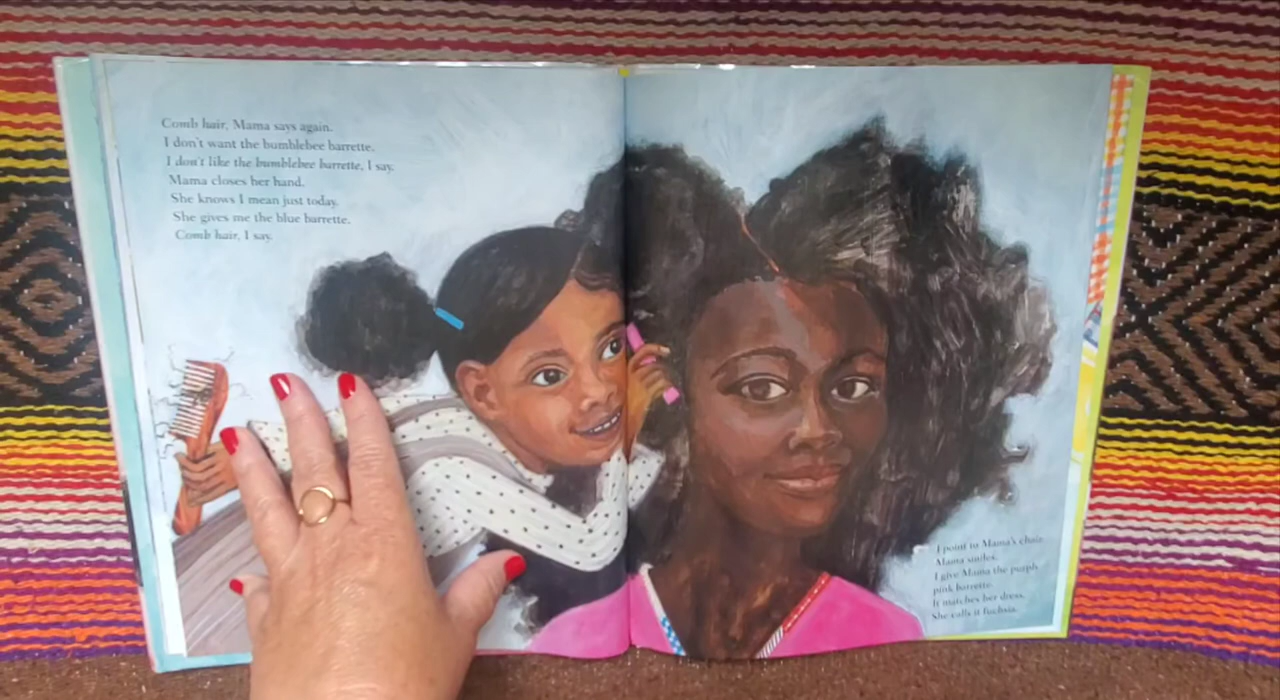 Comb hair, Mama says again.
I don't want the bumblebee barrette.
I don't like the bumblebee barrette, I say.
Mama closes her hand.
She knows I mean just today.
She gives me the blue barrette.
Comb hair, I say.
I point to Mama's chair.
Mama smiles.
I give Mama the purply
pink barrette.
It matches her dress.
She calls it fuchsia.